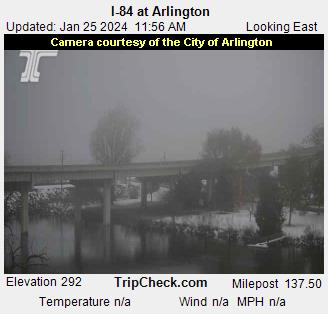 I-84 at Arlington
Updated: Jan 25 2024 11:56 AM Looking East
Camera courtesy of the City of Arlington
Elevation 292 TripCheck.com Milepost 137.50
Temperature n/a Wind n/a MPH n/a